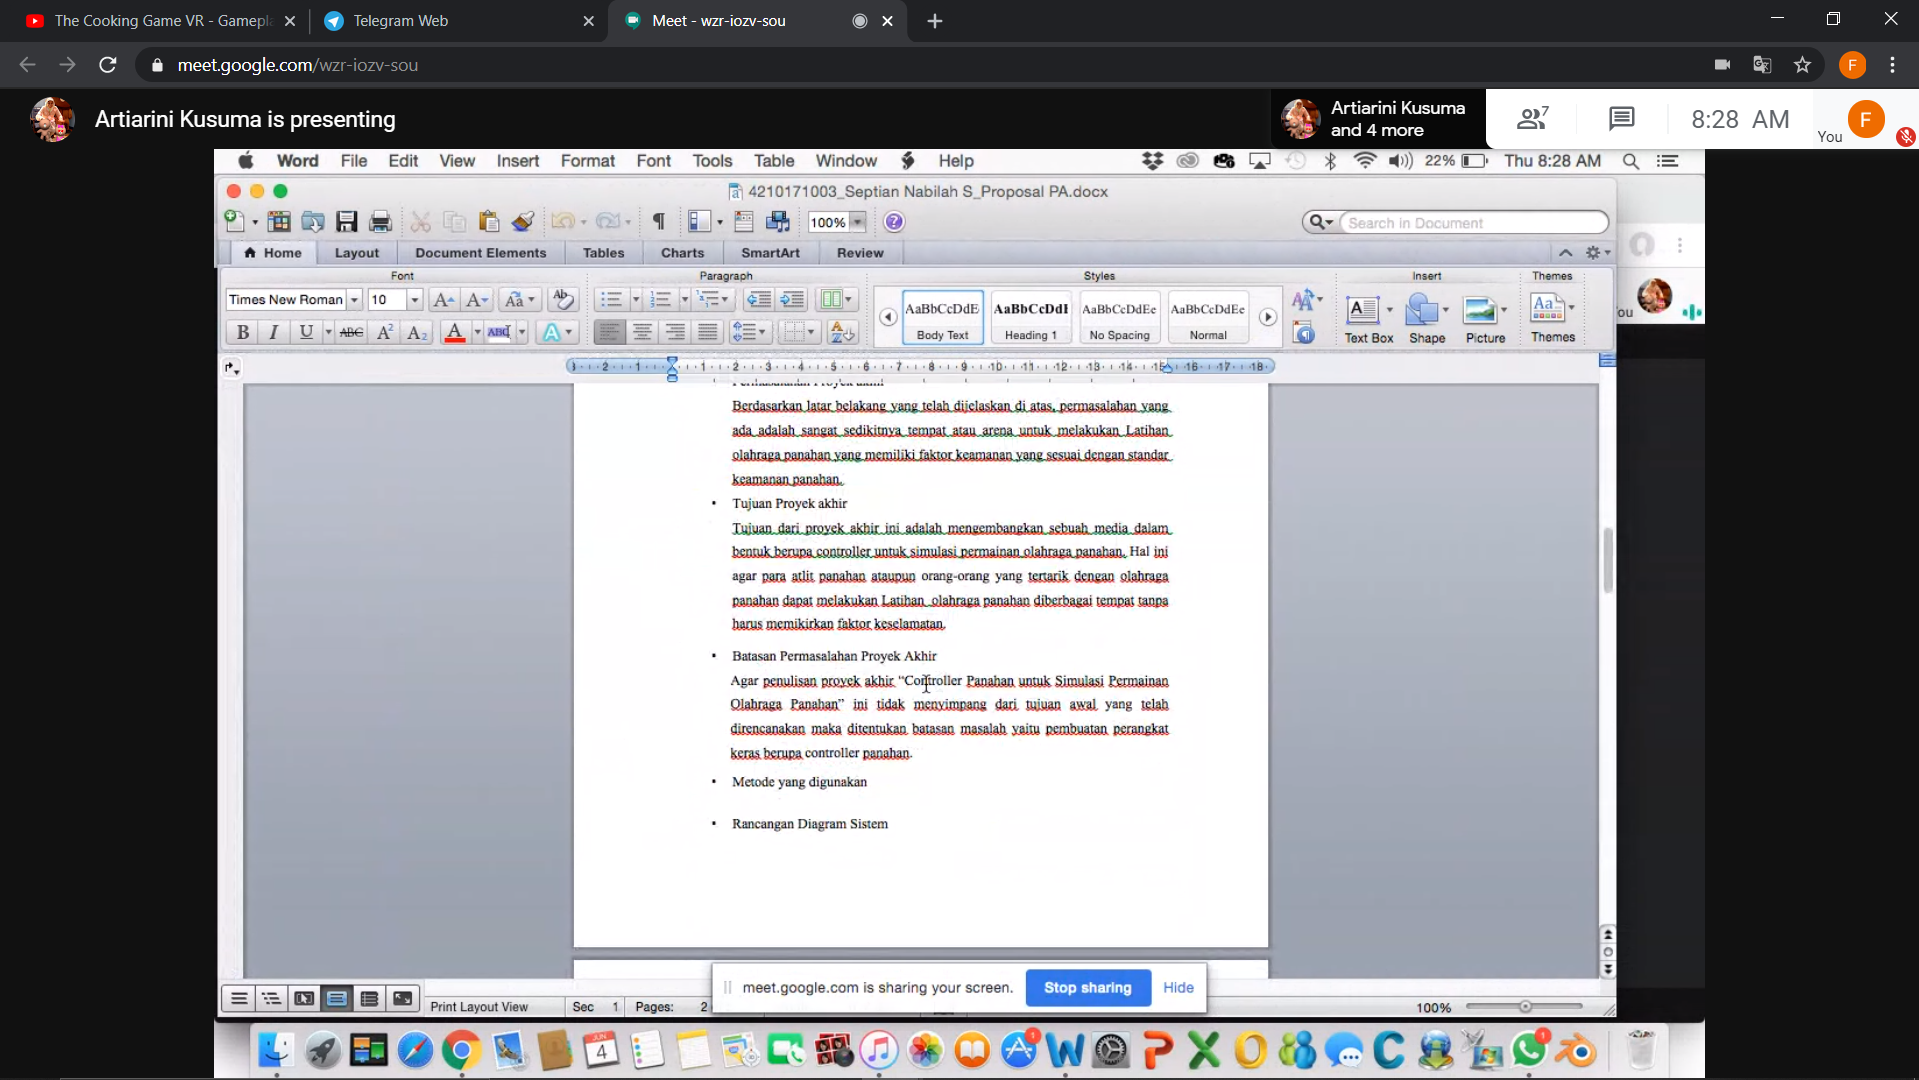 The Cooking Game VR - Gamepla
Telegram Web
Meet - wzr-iozv-sou
meet.google.com/wzr-iozv-sou
F
Artiarini Kusuma is presenting
Artiarini Kusuma
and 4 more
7
8:28 AM
You
F
Word File Edit View Insert Format Font Tools Table Window Help
22%
Thu 8:28 AM
4210171003_Septian Nabilah S_Proposal PA.docx
100%
Search in Document
Home Layout Document Elements Tables Charts SmartArt Review
Font Paragraph Styles Insert Themes
Times New Roman 10
AaBbCcDdE AaBbCcDdI AaBbCcDdEe AaBbCcDdEe
Body Text Heading 1 No Spacing Normal
Text Box Shape Picture Themes
ou
Permasalahan Proyek akhir
Berdasarkan latar belakang yang telah dijelaskan di atas, permasalahan yang
ada adalah sangat sedikitnya tempat atau arena untuk melakukan Latihan
olahraga panahan yang memiliki faktor keamanan yang sesuai dengan standar
keamanan panahan.
• Tujuan Proyek akhir
Tujuan dari proyek akhir ini adalah mengembangkan sebuah media dalam
bentuk berupa controller untuk simulasi permainan olahraga panahan. Hal ini
agar para atlit panahan ataupun orang-orang yang tertarik dengan olahraga
panahan dapat melakukan Latihan olahraga panahan diberbagai tempat tanpa
harus memikirkan faktor keselamatan.
• Batasan Permasalahan Proyek Akhir
Agar penulisan proyek akhir “Controller Panahan untuk Simulasi Permainan
Olahraga Panahan” ini tidak menyimpang dari tujuan awal yang telah
direncanakan maka ditentukan batasan masalah yaitu pembuatan perangkat
keras berupa controller panahan.
• Metode yang digunakan
• Rancangan Diagram Sistem
meet.google.com is sharing your screen.
Stop sharing
Hide
Print Layout View
Sec 1
Pages: 2
100%
JUN
4
1
1